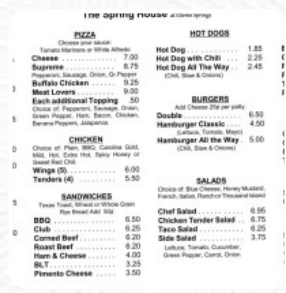 The Spring House at Eureka Springs
PIZZA
Choose your sauce:
Tomato Marinara or White Alfredo
Cheese 7.00
Supreme 8.75
Pepperoni, Sausage, Onion, Gr Pepper
Buffalo Chicken 9.25
Meat Lovers 9.00
Each additional Topping .50
Choice of: Pepperoni, Sausage, Onion,
Green Pepper, Ham, Bacon, Chicken,
Banana Peppers, Jalapenos
CHICKEN
Choice of: Plain, BBQ, Carolina Gold,
Mild, Hot, Extra Hot, Spicy Honey or
Sweet Red Chili
Wings (5) 6.00
Tenders (4) 5.50
SANDWICHES
Texas Toast, Wheat or Whole Grain
Rye Bread Add 50¢
BBQ 6.50
Club 6.25
Corned Beef 6.20
Roast Beef 6.20
Ham & Cheese 4.00
BLT 3.25
Pimento Cheese 3.50
HOT DOGS
Hot Dog 1.85
Hot Dog with Chili 2.25
Hot Dog All The Way 2.45
(Chili, Slaw & Onions)
BURGERS
Add Cheese 25¢ per patty
Double 6.50
Hamburger Classic 4.50
(Lettuce, Tomato, Mayo)
Hamburger All the Way 5.00
(Chili, Slaw & Onions)
SALADS
Choice of: Blue Cheese, Honey Mustard,
French, Italian, Ranch or Thousand Island
Chef Salad 6.95
Chicken Tender Salad 6.75
Taco Salad 6.25
Side Salad 3.75
Lettuce, Tomato, Cucumber,
Green Pepper, Carrot, Onion